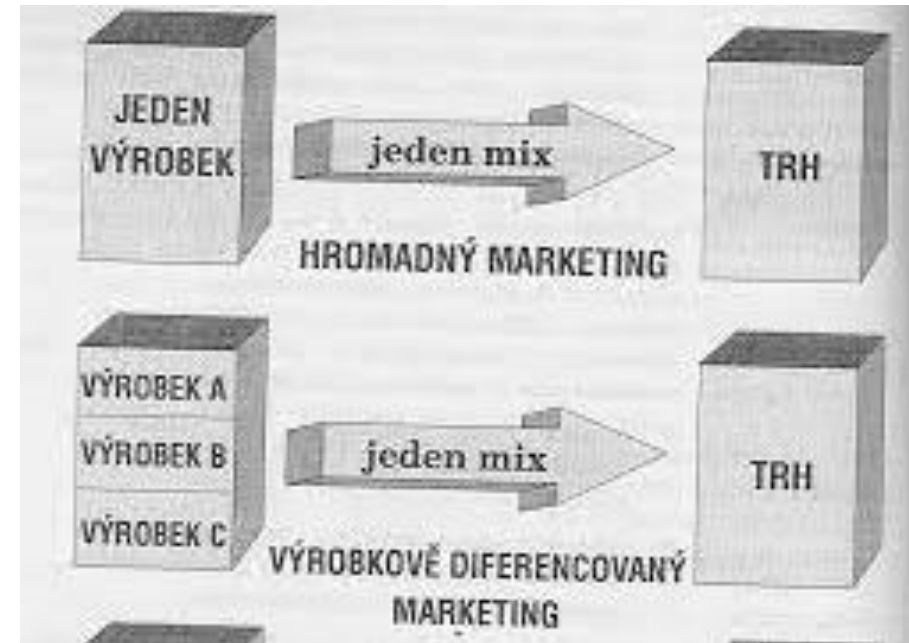 JEDEN
VÝROBEK
jeden mix
TRH
HROMADNÝ MARKETING
VÝROBEK A
VÝROBEK B
VÝROBEK C
jeden mix
TRH
VÝROBKOVĚ DIFERENCOVANÝ
MARKETING